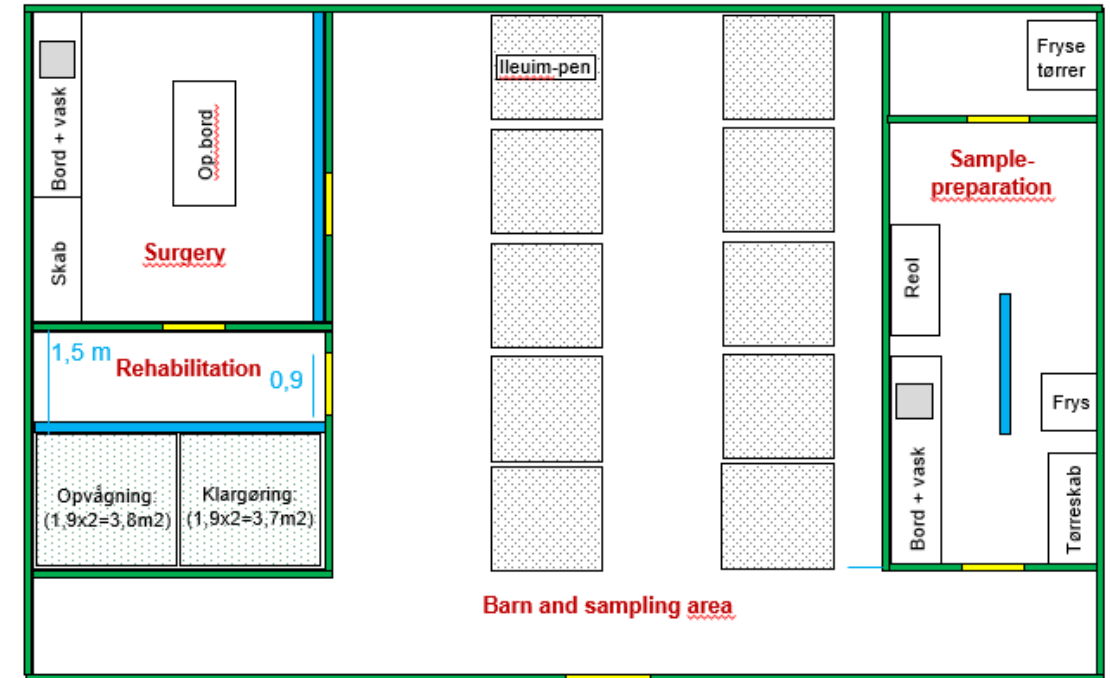 Bord + vask
Skab
Op.bord
Surgery
1,5 m
Rehabilitation
0,9
Opvågning:
(1,9x2=3,8m2)
Klargøring:
(1,9x2=3,7m2)
Ileuim-pen
Barn and sampling area
Fryse
tørrer
Sample-
preparation
Reol
Frys
Bord + vask
Tørreskab